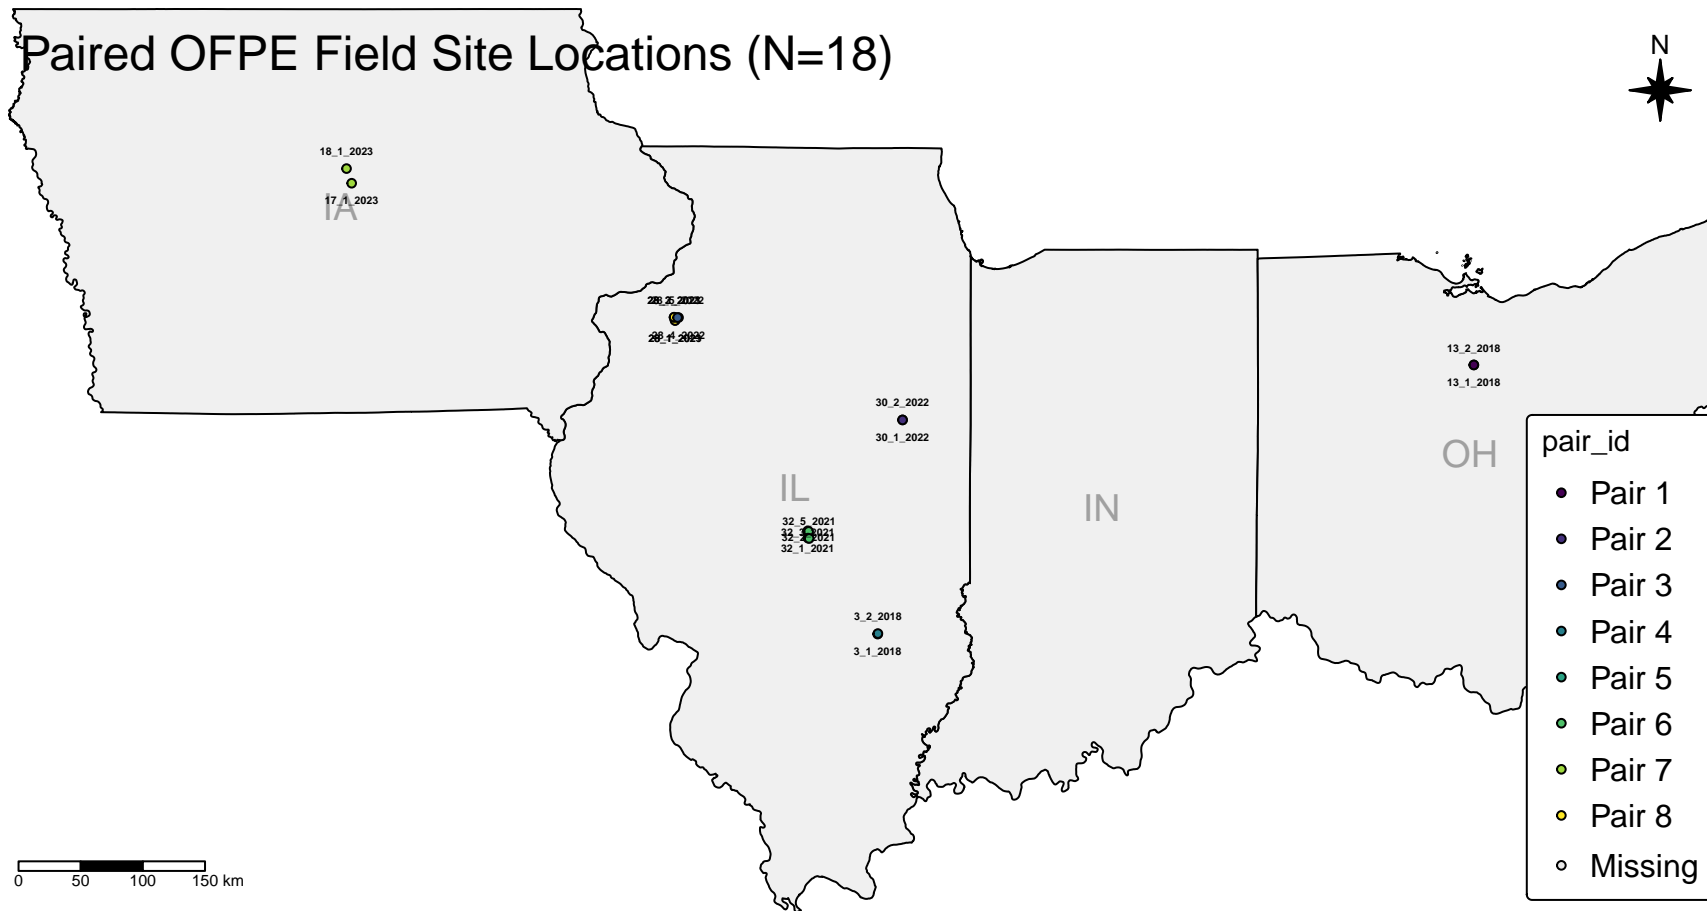 Paired OFPE Field Site Locations (N=18)
N
18_1_2023
17_1_2023
IA
13_2_2018
13_1_2018
30_2_2022
30_1_2022
OH
IL
IN
32_5_2021
32_1_2021
3_2_2018
3_1_2018
pair_id
Pair 1
Pair 2
Pair 3
Pair 4
Pair 5
Pair 6
Pair 7
Pair 8
Missing
0 50 100 150 km